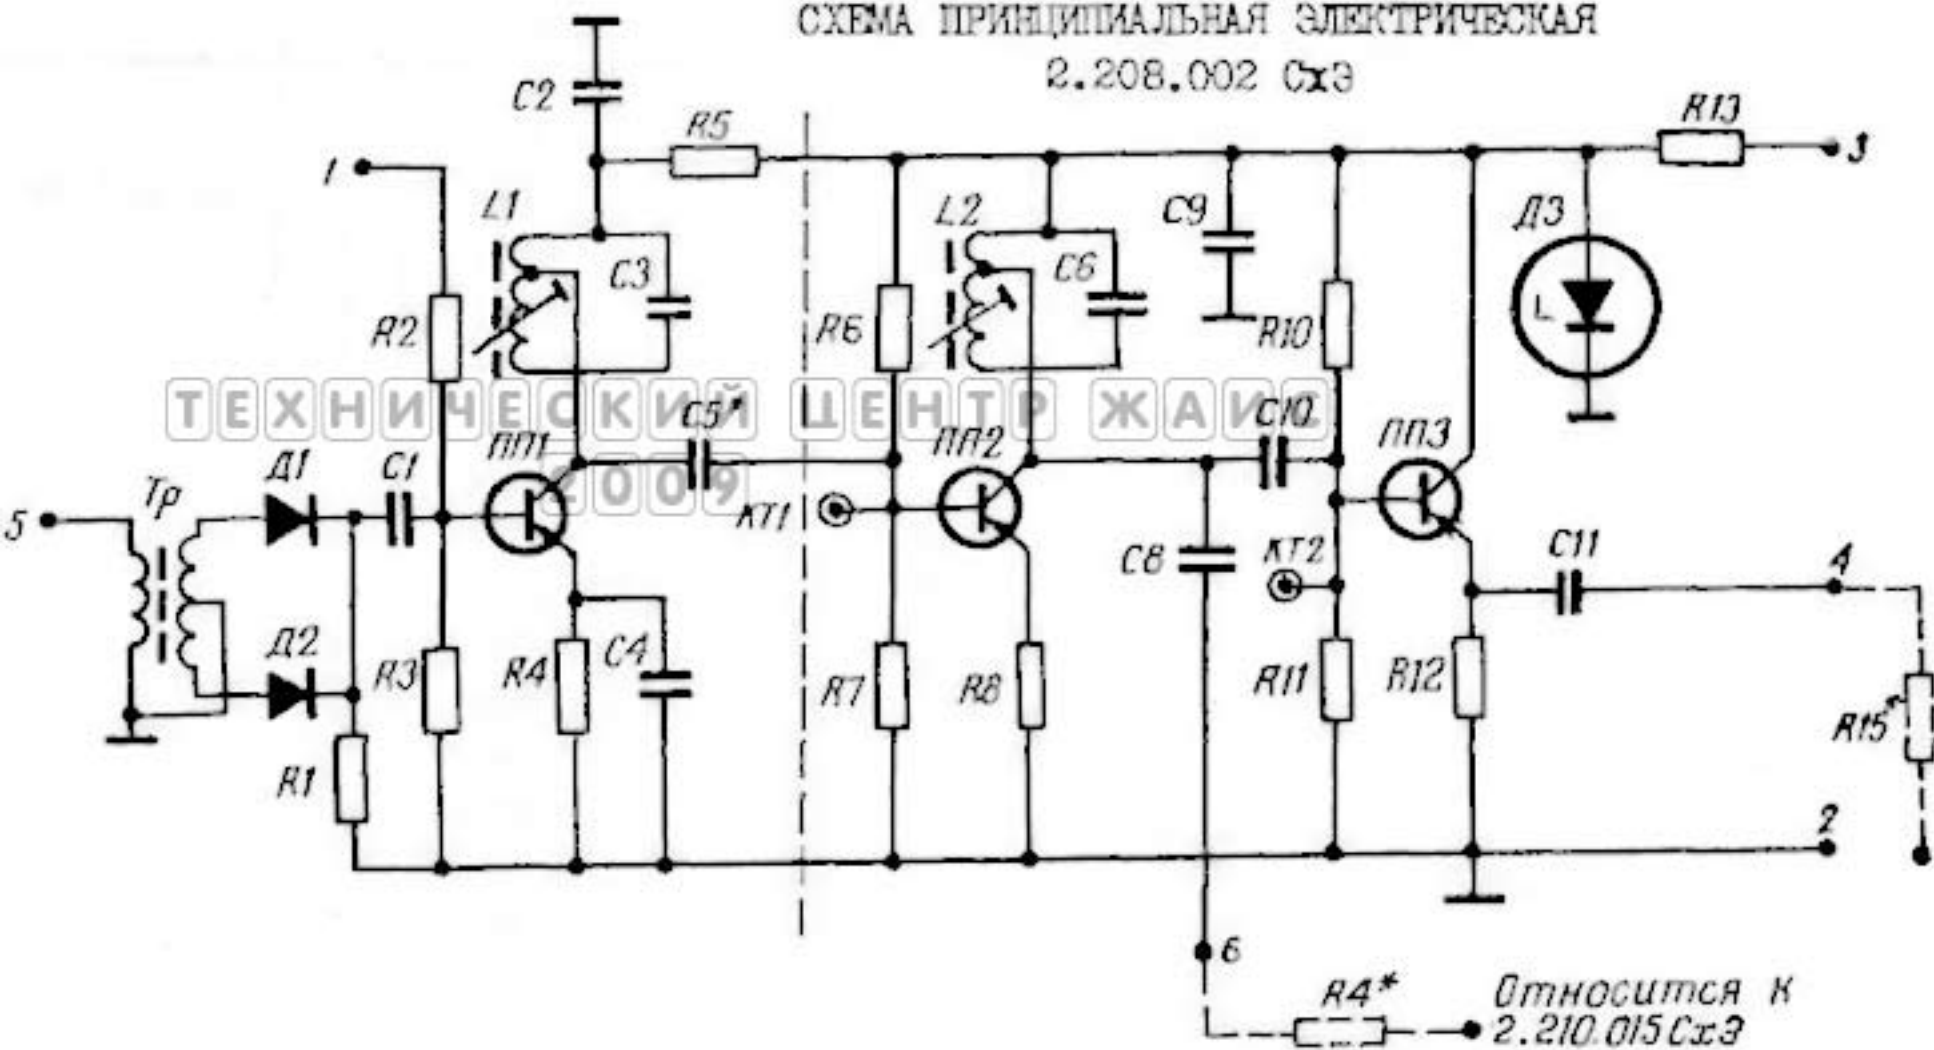 СХЕМА ПРИНЦИПИАЛЬНАЯ ЭЛЕКТРИЧЕСКАЯ
2.208.002 СхЭ
C2
R5
R13
3
1
L1
C3
L2
C6
C9
Д3
L
R2
R6
R10
ТЕХНИЧЕСКИЙ ЦЕНТР ЖАИС
2009
C5*
C10
ПП1
ПП2
ПП3
Д1
C1
Тр
5
КТ1
C8
КТ2
C11
4
Д2
R3
R4
C4
R7
R8
R11
R12
R15*
R1
2
6
R4*
Относится к
2.210.015СхЭ